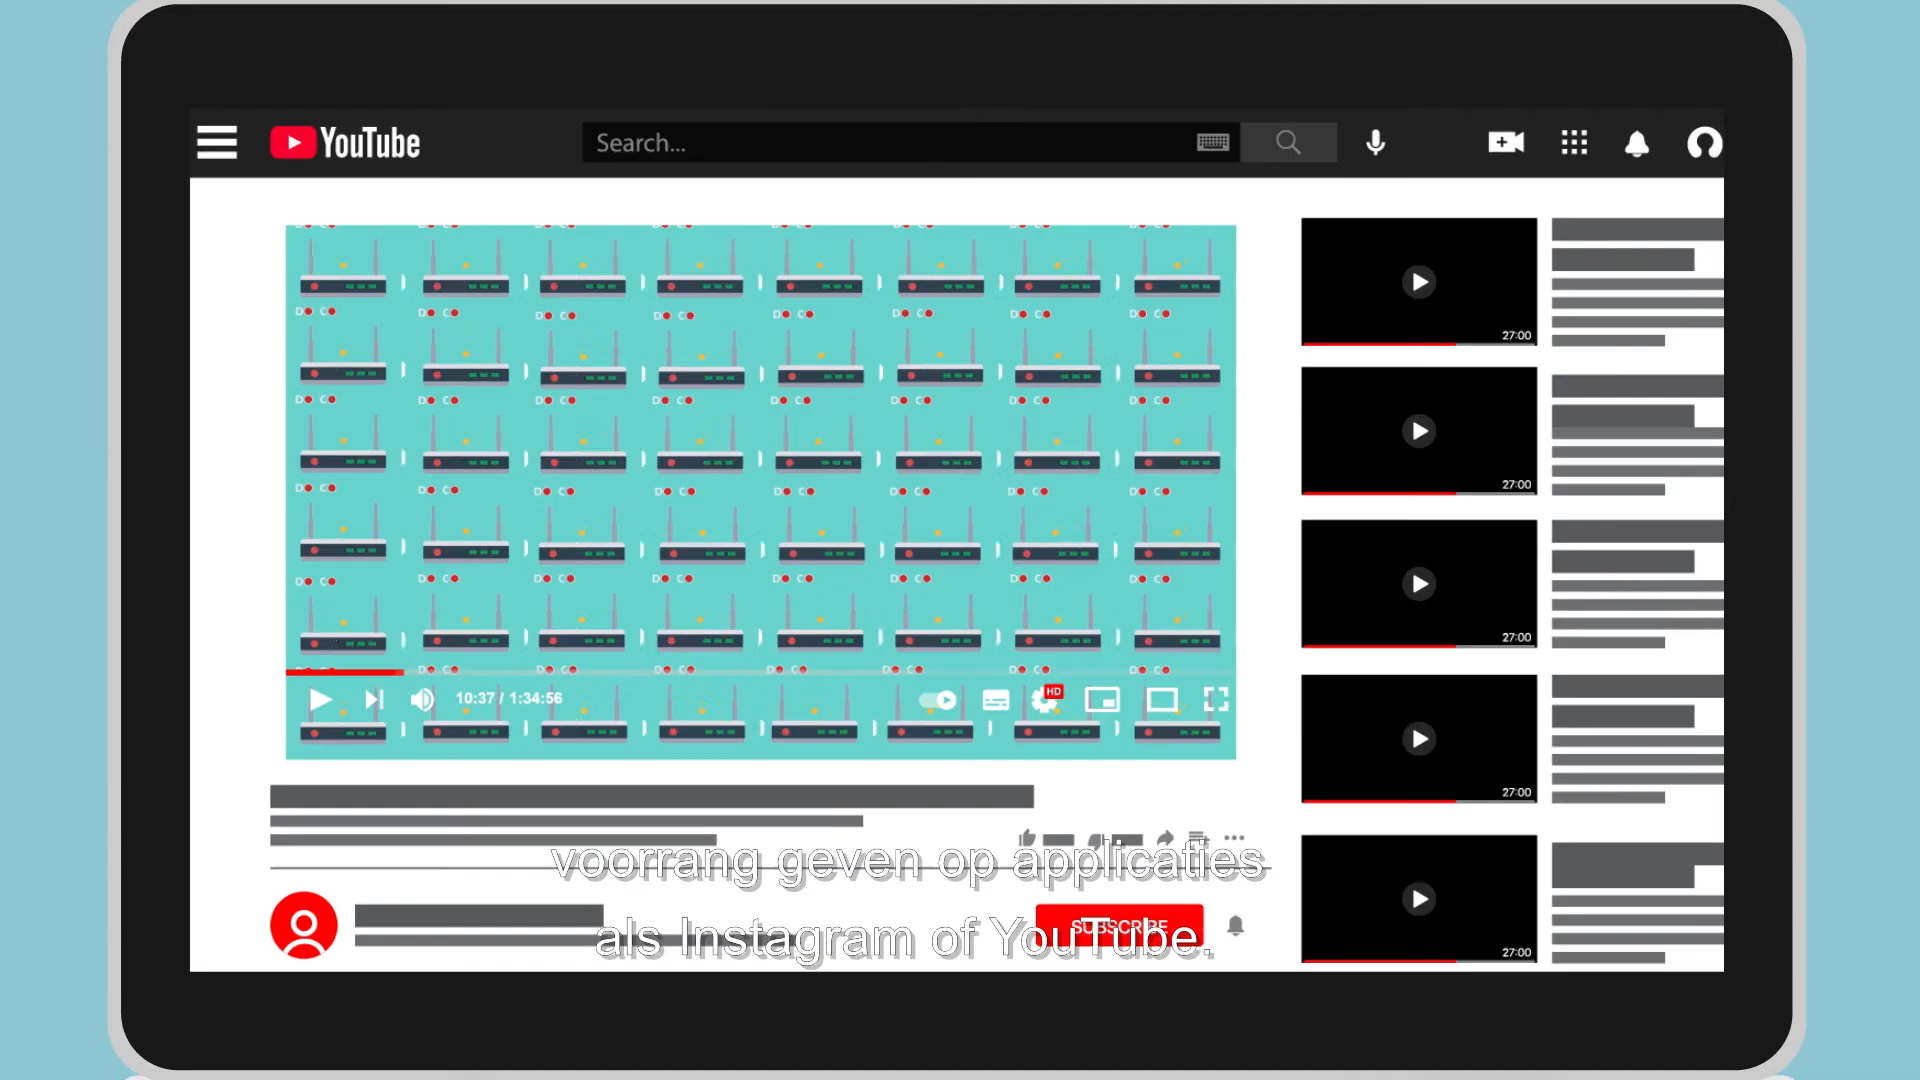 YouTube
Search...
D C
27:00
27:00
27:00
HD
10:37 / 1:34:56
27:00
voorrang geven op applicaties
SUBSCRIBE
als Instagram of YouTube.
27:00